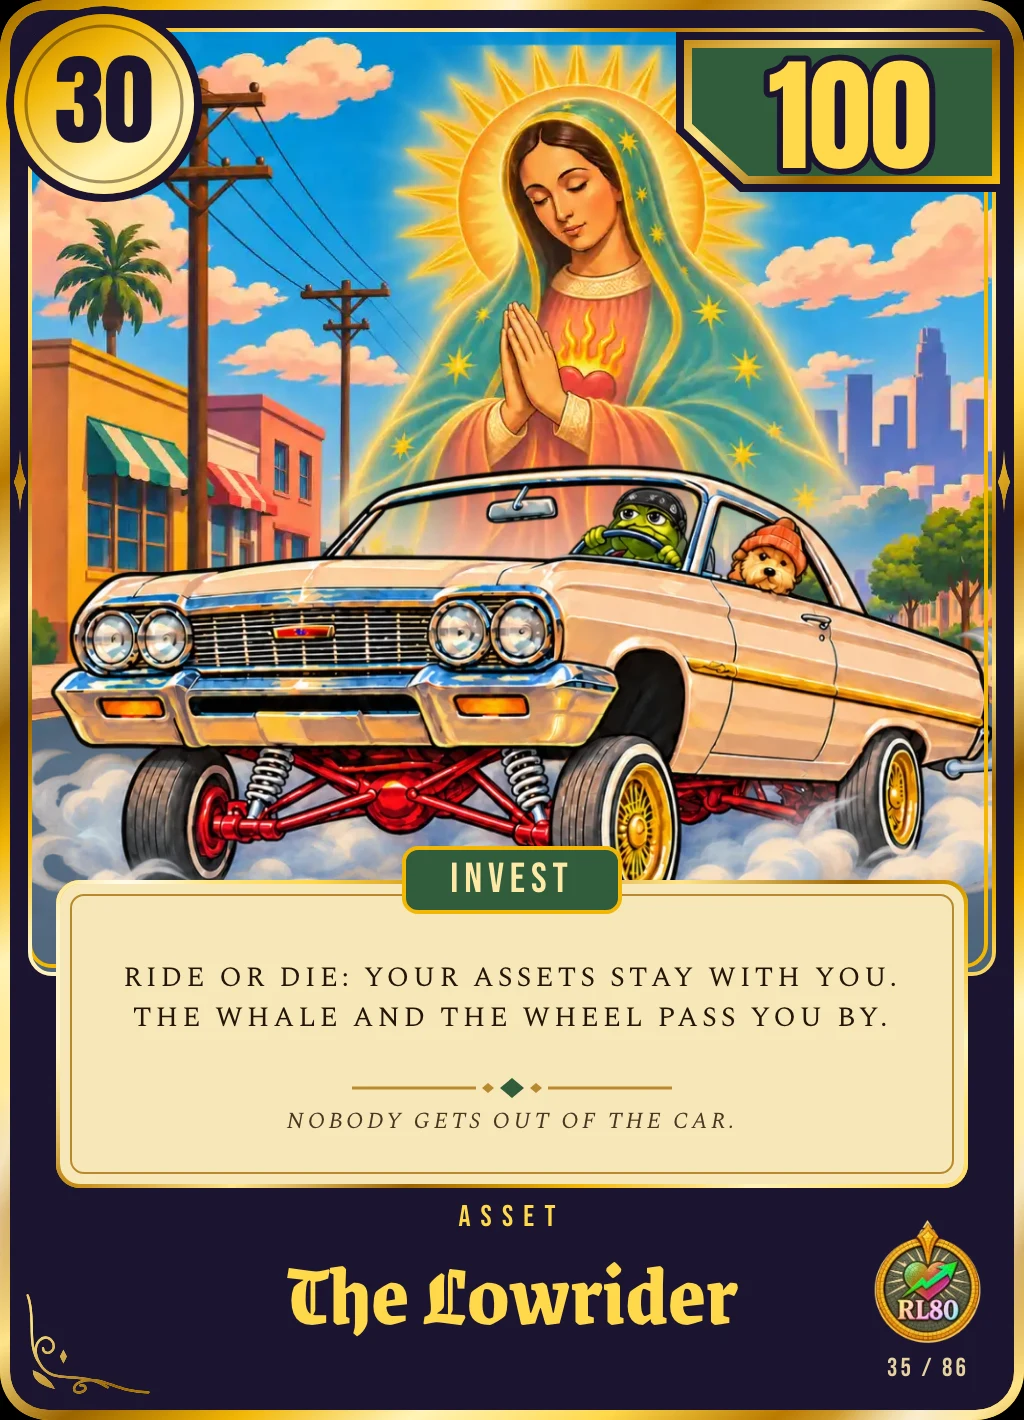 30
100
INVEST
RIDE OR DIE: YOUR ASSETS STAY WITH YOU.
THE WHALE AND THE WHEEL PASS YOU BY.
NOBODY GETS OUT OF THE CAR.
ASSET
The Lowrider
RL80
35 / 86